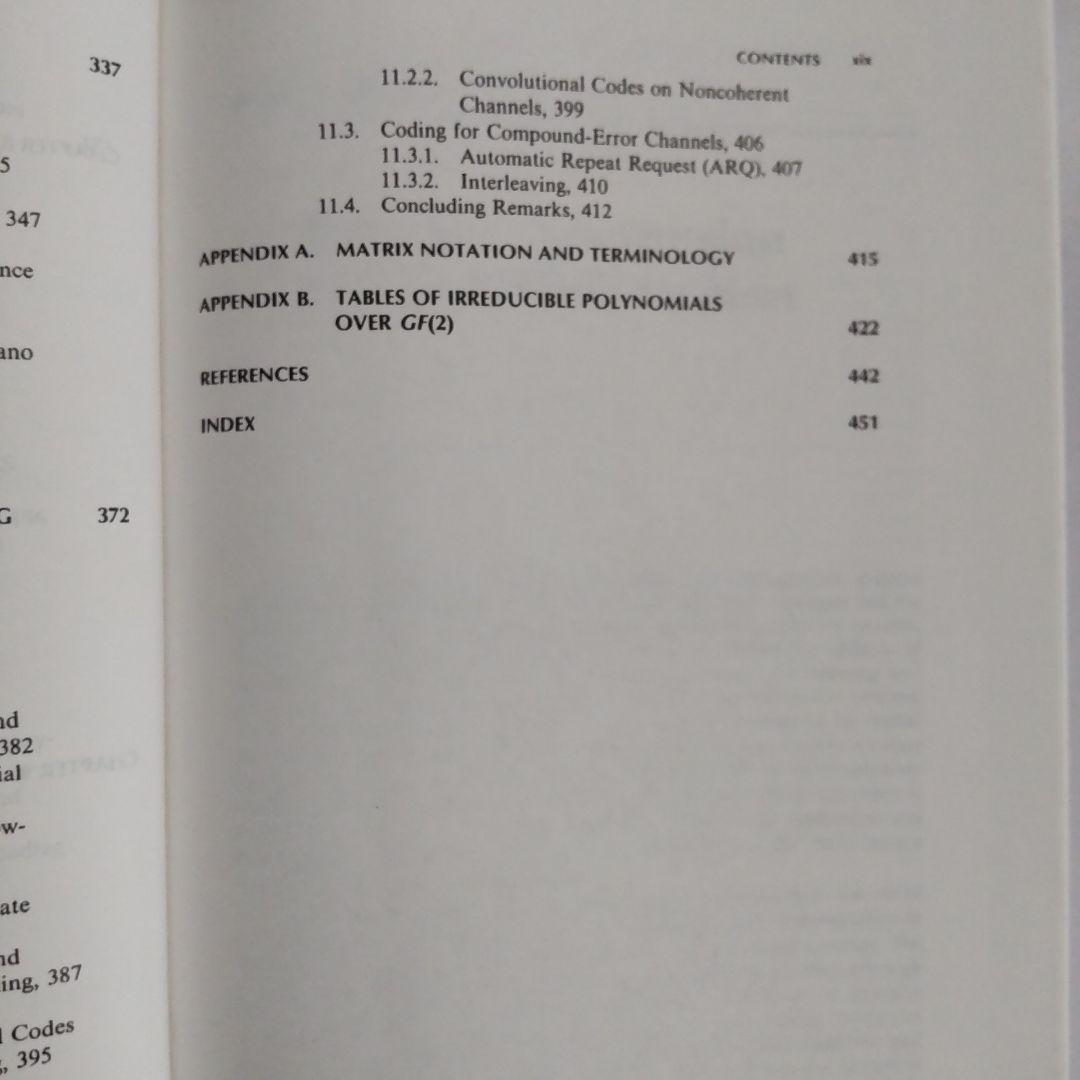 337
5
347
nce
ano
G 372
nd
382
ial
w-
ate
nd
ing, 387
l Codes
g, 395
CONTENTS xix
11.2.2. Convolutional Codes on Noncoherent
Channels, 399
11.3. Coding for Compound-Error Channels, 406
11.3.1. Automatic Repeat Request (ARQ), 407
11.3.2. Interleaving, 410
11.4. Concluding Remarks, 412
APPENDIX A. MATRIX NOTATION AND TERMINOLOGY 415
APPENDIX B. TABLES OF IRREDUCIBLE POLYNOMIALS
OVER GF(2) 422
REFERENCES 442
INDEX 451